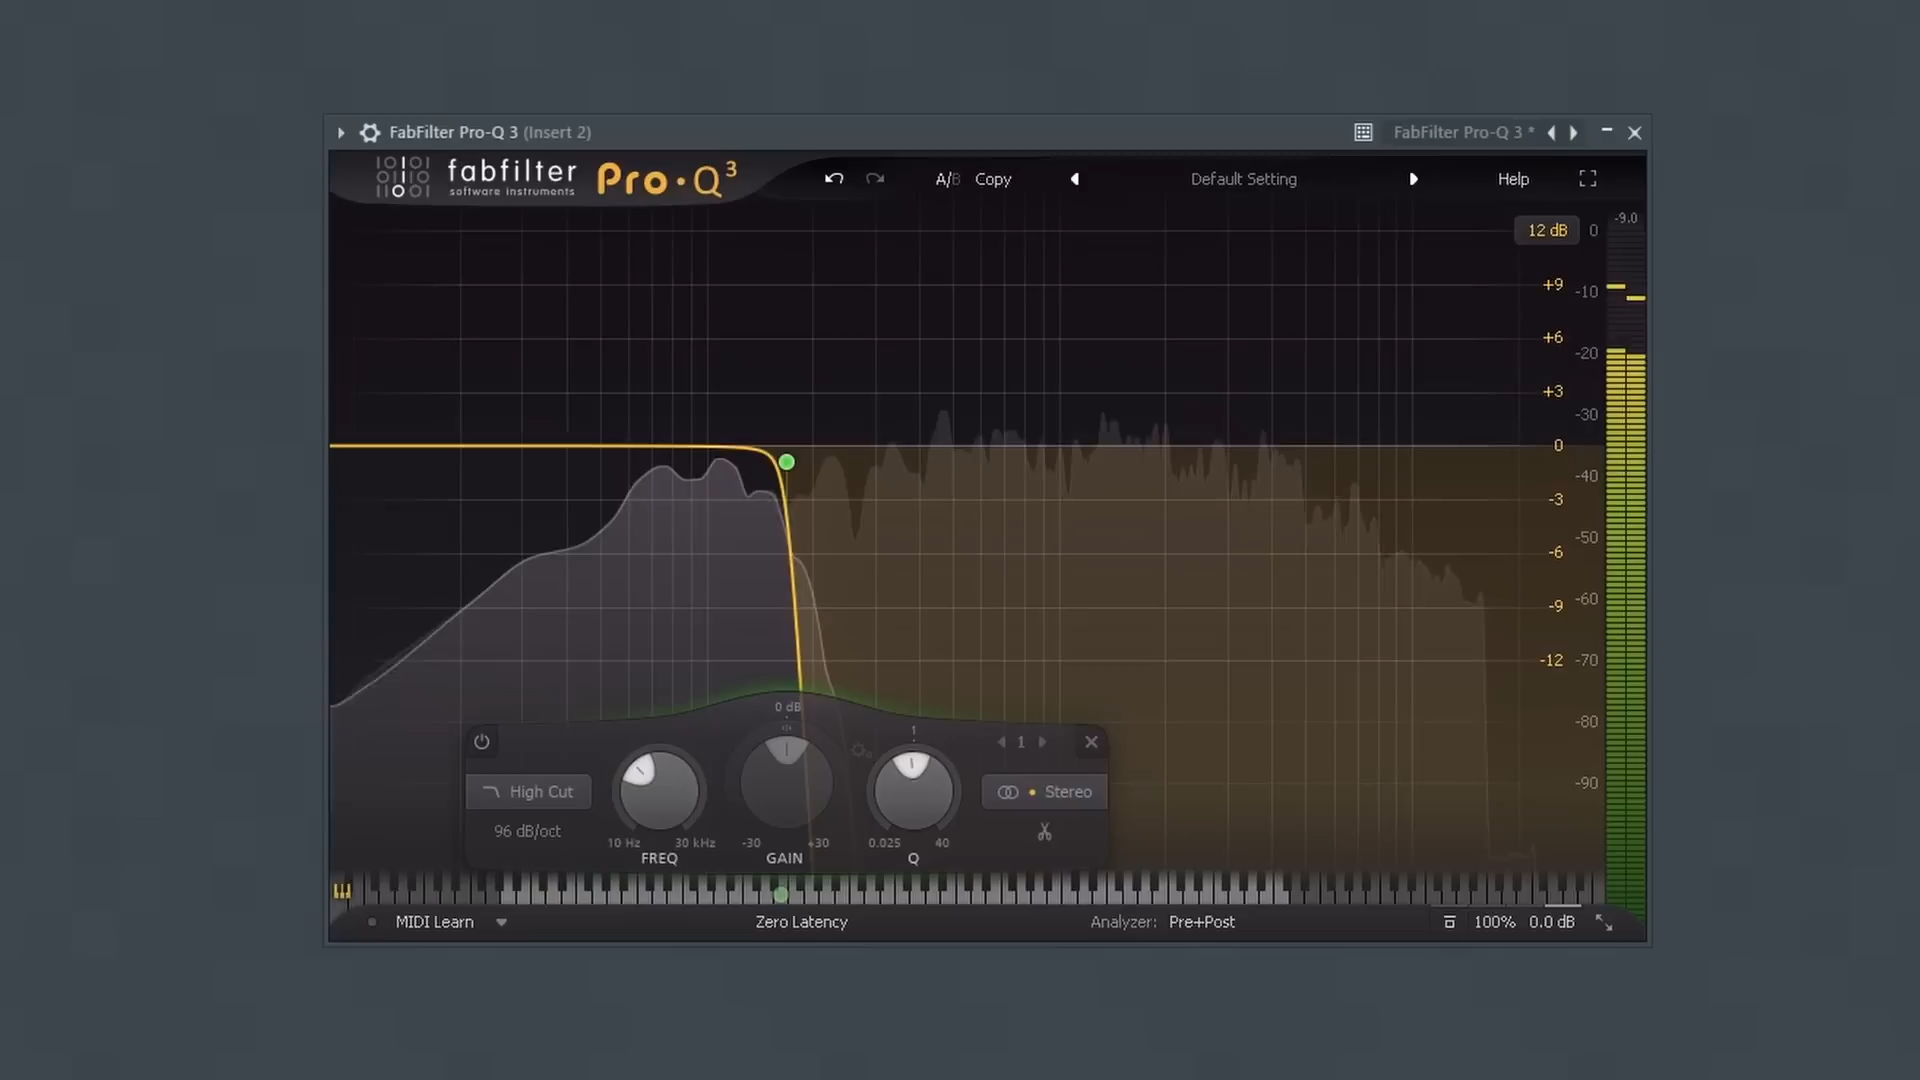 FabFilter Pro-Q 3 (Insert 2)
FabFilter Pro-Q 3 *
fabfilter
software instruments
Pro·Q3
A/B
Copy
Default Setting
Help
-9.0
12 dB
0
+9
-10
+6
-20
+3
-30
0
-40
-3
-50
-6
-9
-60
-12
-70
-80
-90
0 dB
1
1
High Cut
Stereo
96 dB/oct
10 Hz
30 kHz
-30
+30
0.025
40
FREQ
GAIN
Q
MIDI Learn
Zero Latency
Analyzer:
Pre+Post
100%
0.0 dB